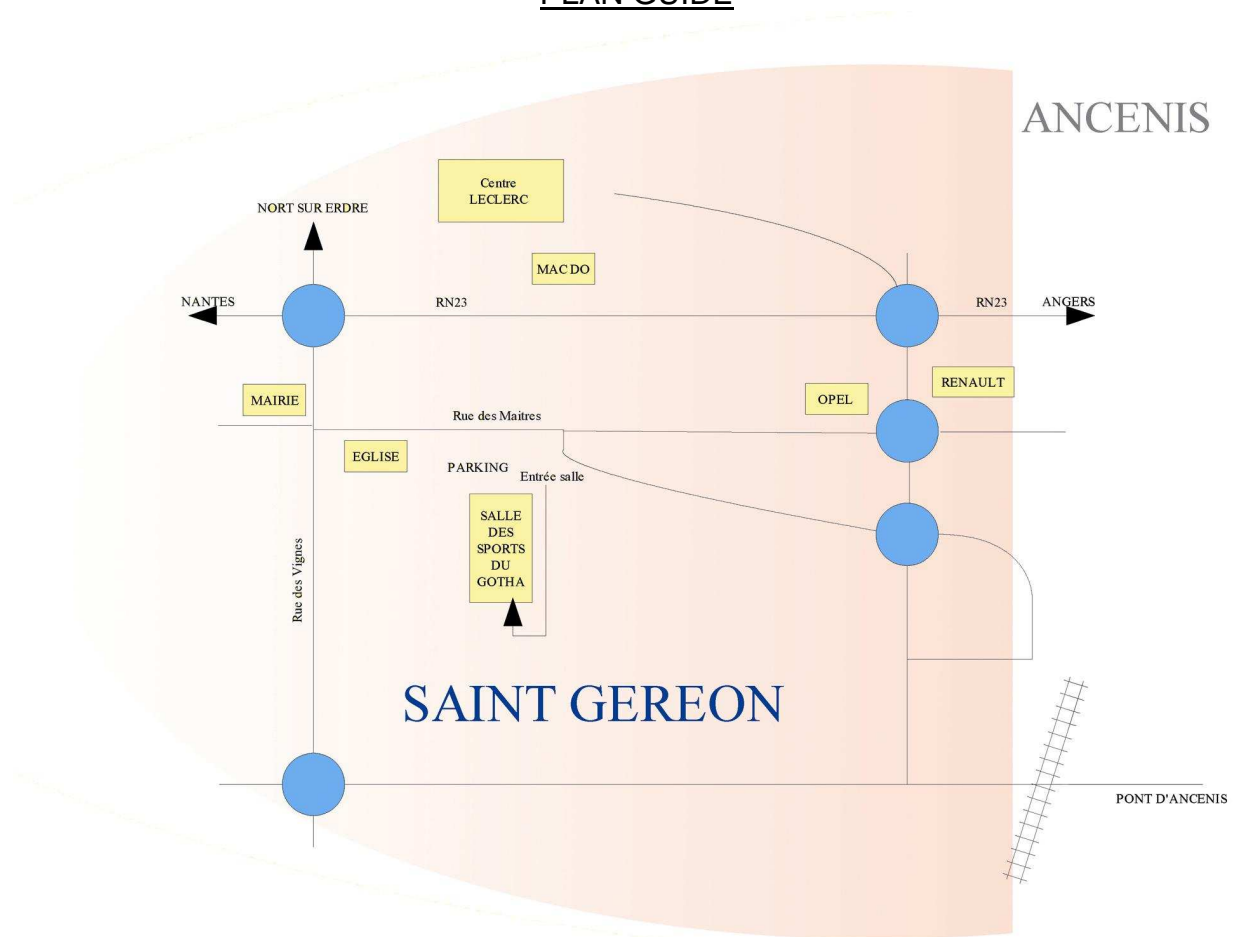 PLAN GUIDE
ANCENIS
Centre
LECLERC
NORT SUR ERDRE
MAC DO
NANTES
RN23
RN23
ANGERS
MAIRIE
OPEL
RENAULT
Rue des Maitres
EGLISE
PARKING
Entrée salle
SALLE
DES
SPORTS
DU
GOTHA
Rue des Vignes
SAINT GEREON
PONT D'ANCENIS